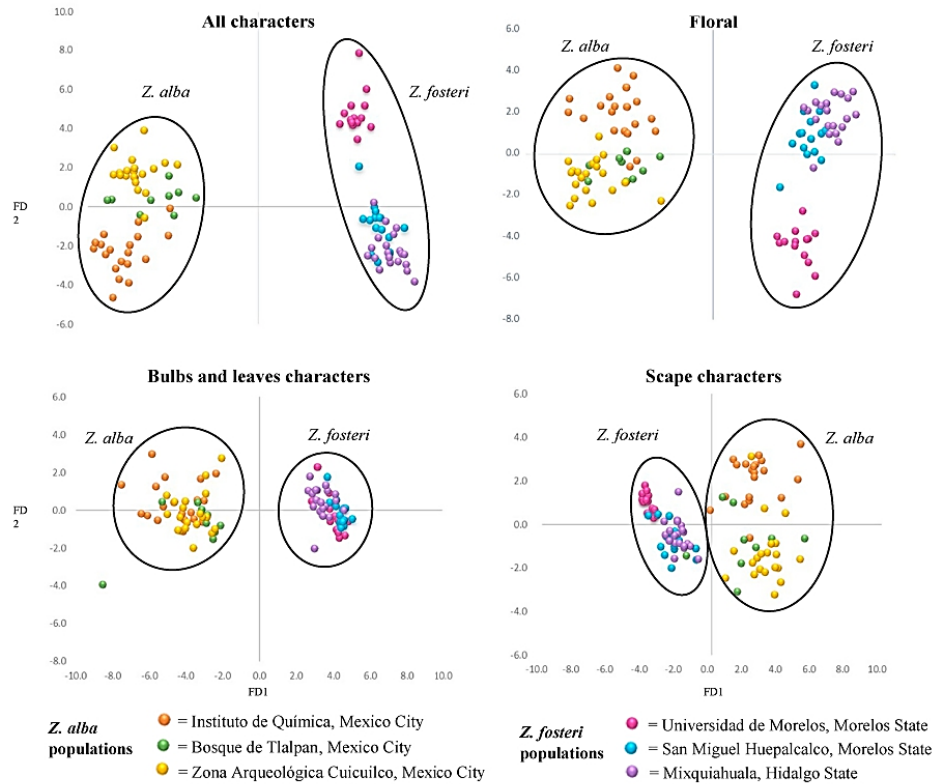 All characters
10.0
8.0
6.0
4.0
2.0
0.0
-2.0
-4.0
-6.0
FD
2
Z. alba
Z. fosteri
Floral
6.0
4.0
2.0
0.0
-2.0
-4.0
-6.0
-8.0
Z. alba
Z. fosteri
Bulbs and leaves characters
6.0
4.0
2.0
0.0
-2.0
-4.0
-6.0
-8.0
FD
2
Z. alba
Z. fosteri
-10.0 -8.0 -6.0 -4.0 -2.0 0.0 2.0 4.0 6.0 8.0 10.0
FD1
Scape characters
6.0
4.0
2.0
0.0
-2.0
-4.0
-6.0
Z. fosteri
Z. alba
-10.0 -8.0 -6.0 -4.0 -2.0 0.0 2.0 4.0 6.0 8.0 10.0
FD1
Z. alba
populations
= Instituto de Química, Mexico City
= Bosque de Tlalpan, Mexico City
= Zona Arqueológica Cuicuilco, Mexico City
Z. fosteri
populations
= Universidad de Morelos, Morelos State
= San Miguel Huepalcalco, Morelos State
= Mixquiahuala, Hidalgo State